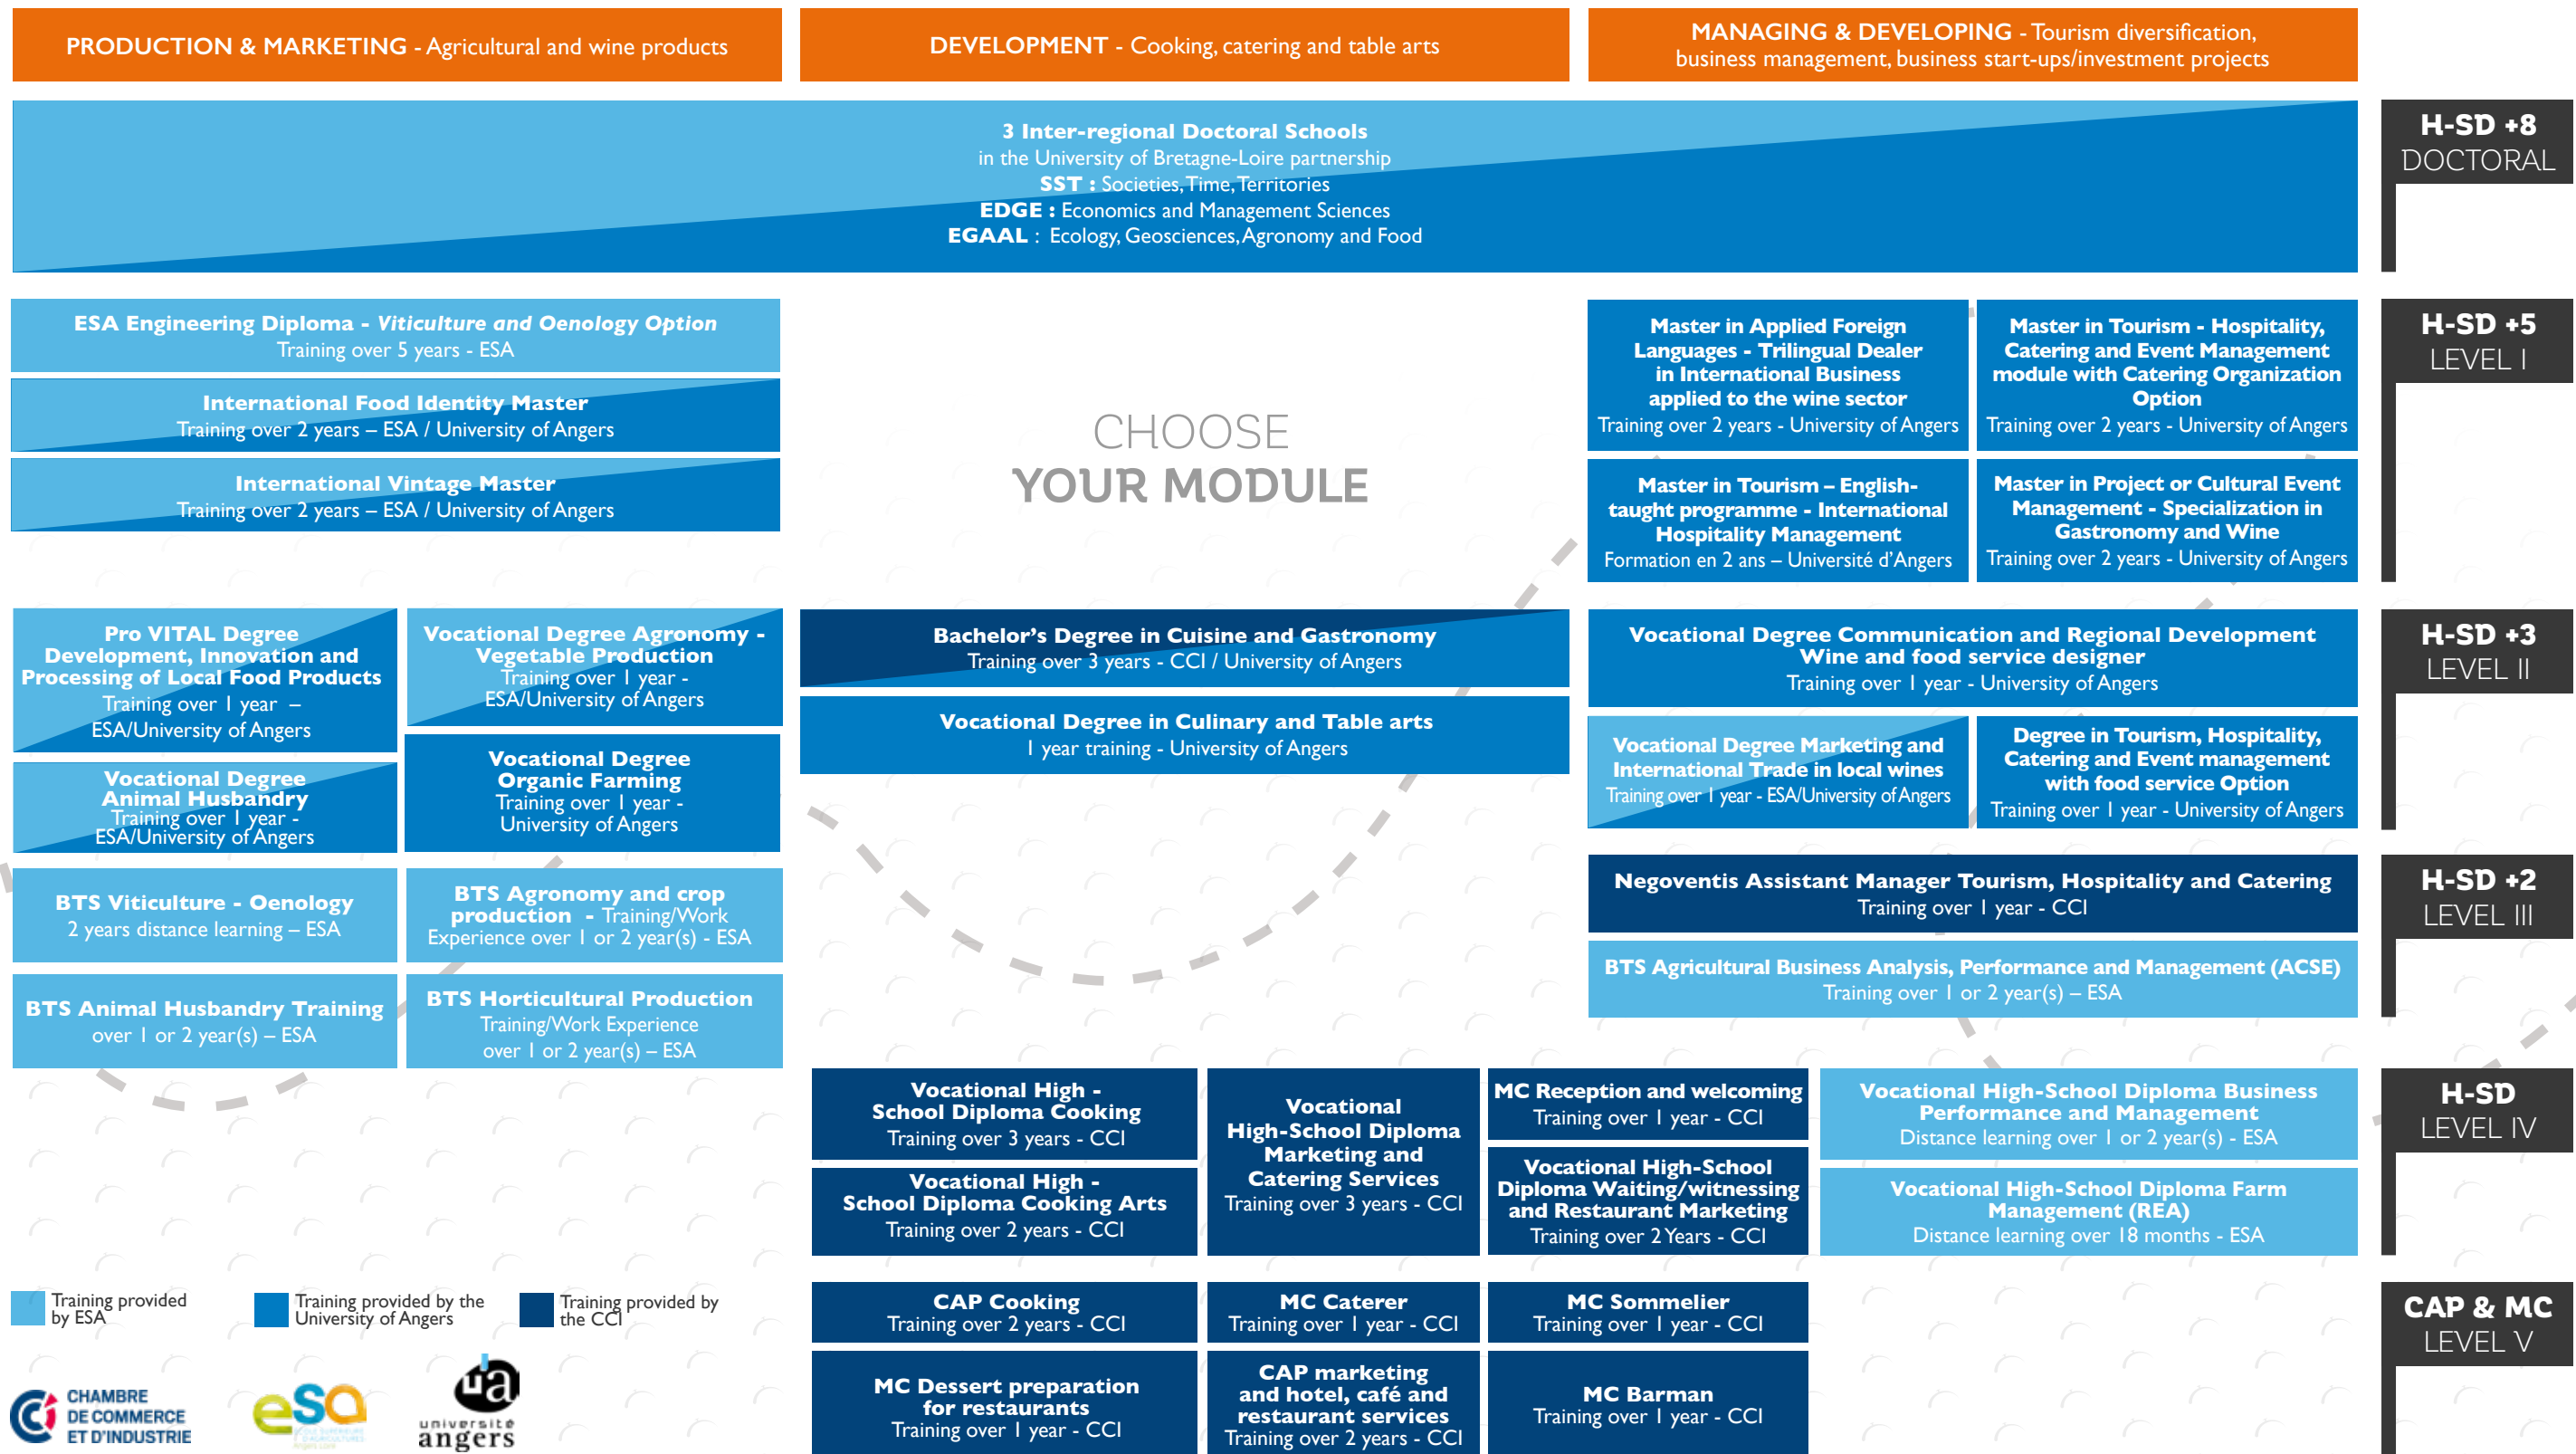 PRODUCTION & MARKETING - Agricultural and wine products
DEVELOPMENT - Cooking, catering and table arts
MANAGING & DEVELOPING - Tourism diversification,
business management, business start-ups/investment projects
3 Inter-regional Doctoral Schools
in the University of Bretagne-Loire partnership
SST : Societies, Time, Territories
EDGE : Economics and Management Sciences
EGAAL : Ecology, Geosciences, Agronomy and Food
H-SD +8
DOCTORAL
ESA Engineering Diploma - Viticulture and Oenology Option
Training over 5 years - ESA
International Food Identity Master
Training over 2 years – ESA / University of Angers
International Vintage Master
Training over 2 years – ESA / University of Angers
CHOOSE
YOUR MODULE
Master in Applied Foreign
Languages - Trilingual Dealer
in International Business
applied to the wine sector
Training over 2 years - University of Angers
Master in Tourism - Hospitality,
Catering and Event Management
module with Catering Organization
Option
Training over 2 years - University of Angers
Master in Tourism – English-
taught programme - International
Hospitality Management
Formation en 2 ans – Université d'Angers
Master in Project or Cultural Event
Management - Specialization in
Gastronomy and Wine
Training over 2 years - University of Angers
H-SD +5
LEVEL I
Pro VITAL Degree
Development, Innovation and
Processing of Local Food Products
Training over 1 year –
ESA/University of Angers
Vocational Degree Agronomy -
Vegetable Production
Training over 1 year -
ESA/University of Angers
Vocational Degree
Animal Husbandry
Training over 1 year -
ESA/University of Angers
Vocational Degree
Organic Farming
Training over 1 year -
University of Angers
Bachelor's Degree in Cuisine and Gastronomy
Training over 3 years - CCI / University of Angers
Vocational Degree in Culinary and Table arts
1 year training - University of Angers
Vocational Degree Communication and Regional Development
Wine and food service designer
Training over 1 year - University of Angers
Vocational Degree Marketing and
International Trade in local wines
Training over 1 year - ESA/University of Angers
Degree in Tourism, Hospitality,
Catering and Event management
with food service Option
Training over 1 year - University of Angers
H-SD +3
LEVEL II
BTS Viticulture - Oenology
2 years distance learning – ESA
BTS Agronomy and crop
production - Training/Work
Experience over 1 or 2 year(s) - ESA
BTS Animal Husbandry Training
over 1 or 2 year(s) – ESA
BTS Horticultural Production
Training/Work Experience
over 1 or 2 year(s) – ESA
Negoventis Assistant Manager Tourism, Hospitality and Catering
Training over 1 year - CCI
BTS Agricultural Business Analysis, Performance and Management (ACSE)
Training over 1 or 2 year(s) – ESA
H-SD +2
LEVEL III
Vocational High -
School Diploma Cooking
Training over 3 years - CCI
Vocational High -
School Diploma Cooking Arts
Training over 2 years - CCI
Vocational
High-School Diploma
Marketing and
Catering Services
Training over 3 years - CCI
MC Reception and welcoming
Training over 1 year - CCI
Vocational High-School
Diploma Waiting/witnessing
and Restaurant Marketing
Training over 2 Years - CCI
Vocational High-School Diploma Business
Performance and Management
Distance learning over 1 or 2 year(s) - ESA
Vocational High-School Diploma Farm
Management (REA)
Distance learning over 18 months - ESA
H-SD
LEVEL IV
Training provided
by ESA
Training provided by the
University of Angers
Training provided by
the CCI
CAP Cooking
Training over 2 years - CCI
MC Caterer
Training over 1 year - CCI
MC Sommelier
Training over 1 year - CCI
MC Dessert preparation
for restaurants
Training over 1 year - CCI
CAP marketing
and hotel, café and
restaurant services
Training over 2 years - CCI
MC Barman
Training over 1 year - CCI
CAP & MC
LEVEL V
CHAMBRE
DE COMMERCE
ET D'INDUSTRIE
esa
ua
université
angers